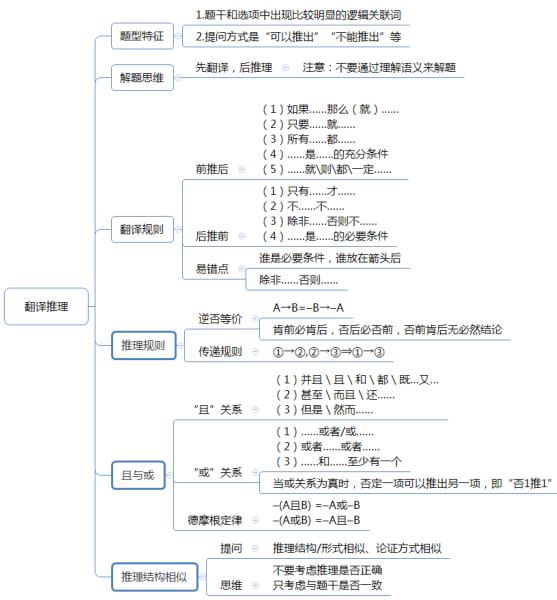 翻译推理
题型特征
1.题干和选项中出现比较明显的逻辑关联词
2.提问方式是“可以推出”“不能推出”等
解题思维
先翻译，后推理
注意：不要通过理解语义来解题
翻译规则
前推后
（1）如果……那么（就）……
（2）只要……就……
（3）所有……都……
（4）……是……的充分条件
（5）……就\则\都\一定……
后推前
（1）只有……才……
（2）不……不……
（3）除非……否则不……
（4）……是……的必要条件
易错点
谁是必要条件，谁放在箭头后
除非……否则……
推理规则
逆否等价
A→B=–B→–A
肯前必肯后，否后必否前，否前肯后无必然结论
传递规则
①→②,②→③⇒①→③
且与或
“且”关系
（1）并且\且\和\都\既…又…
（2）甚至\而且\还……
（3）但是\然而……
“或”关系
（1）……或者/或……
（2）或者……或者……
（3）……和……至少有一个
当或关系为真时，否定一项可以推出另一项，即“否1推1”
德摩根定律
–(A且B) =–A或–B
–(A或B) =–A且–B
推理结构相似
提问
推理结构/形式相似、论证方式相似
思维
不要考虑推理是否正确
只考虑与题干是否一致